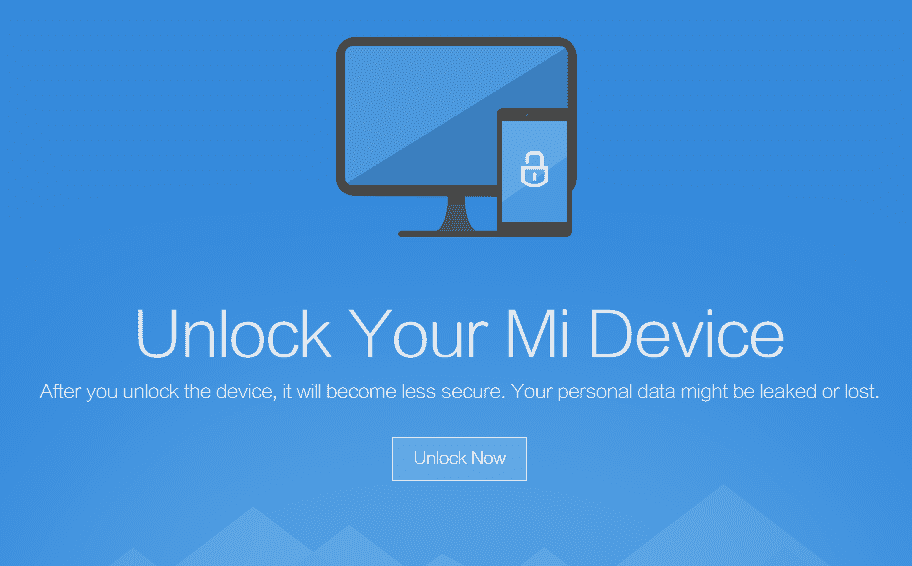 Unlock Your Mi Device
After you unlock the device, it will become less secure. Your personal data might be leaked or lost.
Unlock Now